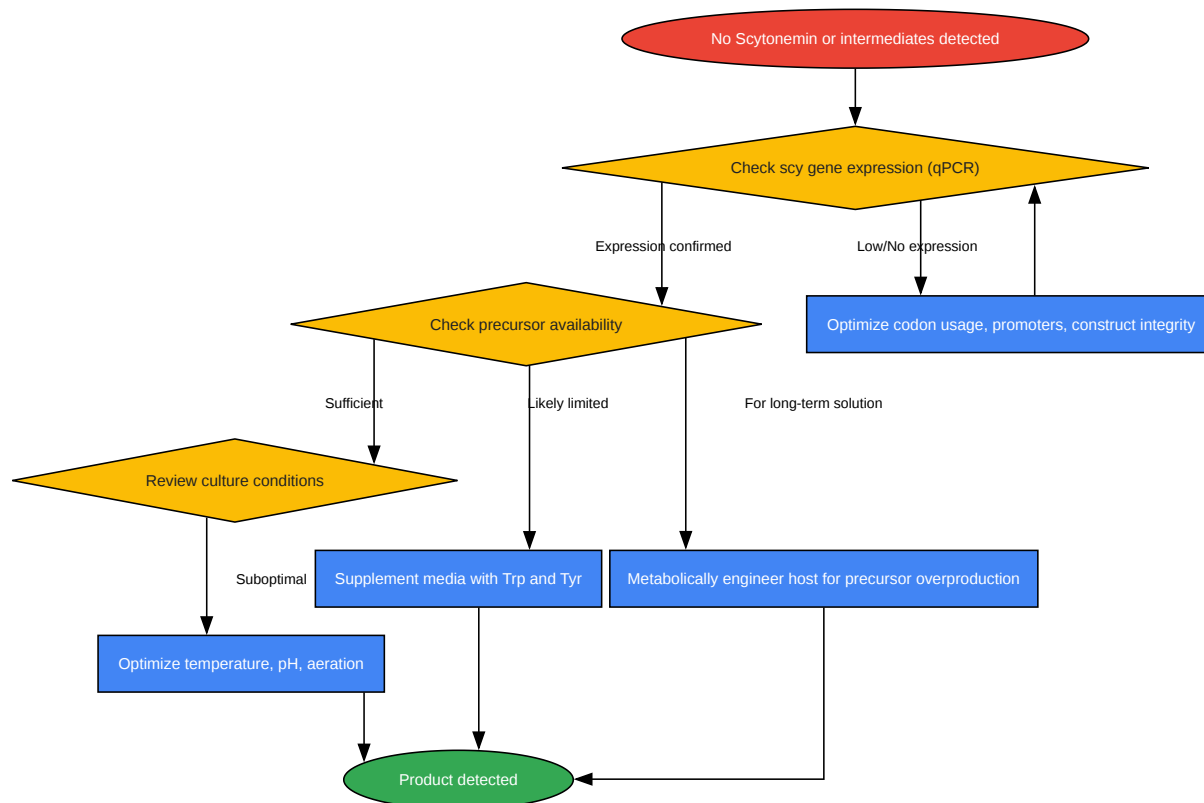 No Scytonemin or intermediates detected
Check scy gene expression (qPCR)
Expression confirmed
Low/No expression
Check precursor availability
Optimize codon usage, promoters, construct integrity
Sufficient
Likely limited
For long-term solution
Review culture conditions
Suboptimal
Supplement media with Trp and Tyr
Metabolically engineer host for precursor overproduction
Optimize temperature, pH, aeration
Product detected